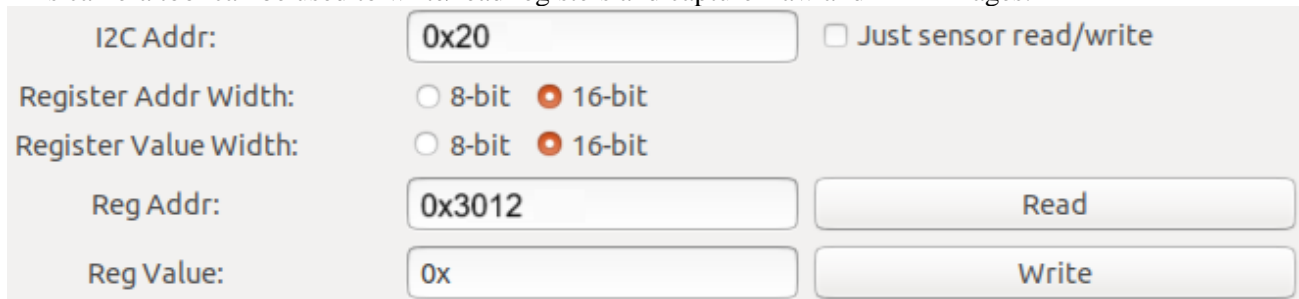 I2C Addr: 0x20 Just sensor read/write
Register Addr Width: 8-bit 16-bit
Register Value Width: 8-bit 16-bit
Reg Addr: 0x3012 Read
Reg Value: 0x Write